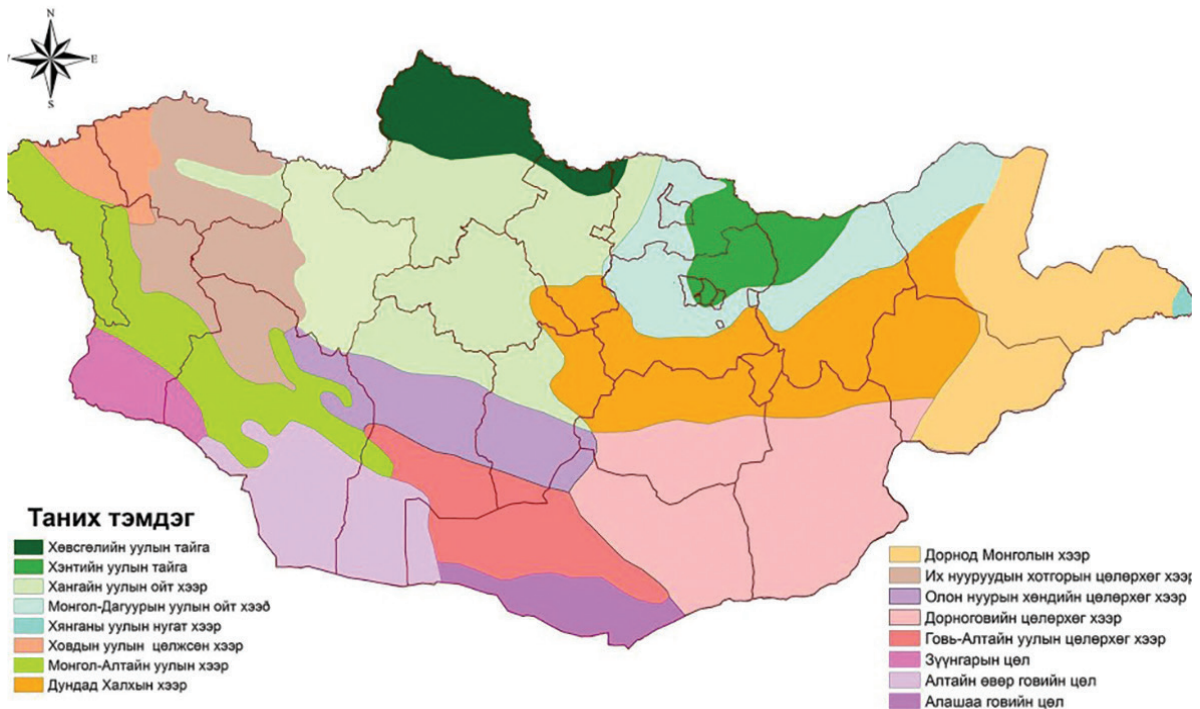 N
E
S
Таних тэмдэг
Хөвсгөлийн уулын тайга
Хэнтийн уулын тайга
Хангайн уулын ойт хээр
Монгол-Дагуурын уулын ойт хээр
Хянганы уулын нугат хээр
Ховдын уулын цөлжсөн хээр
Монгол-Алтайн уулын хээр
Дундад Халхын хээр
Дорнод Монголын хээр
Их нууруудын хотгорын цөлөрхөг хээр
Олон нуурын хөндийн цөлөрхөг хээр
Дорноговийн цөлөрхөг хээр
Говь-Алтайн уулын цөлөрхөг хээр
Зүүнгарын цөл
Алтайн өвөр говийн цөл
Алашаа говийн цөл